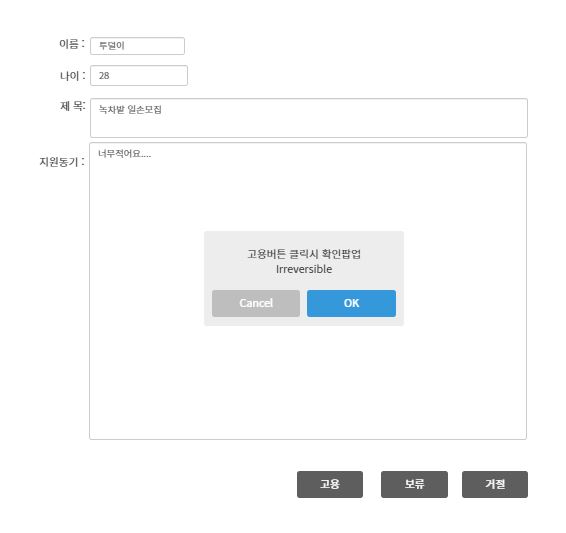 이름 : 투덜이
나이 : 28
제 목: 녹차밭 일손모집
지원동기 : 너무적어요....
고용버튼 클릭시 확인팝업
Irreversible
Cancel OK
고용 보류 거절